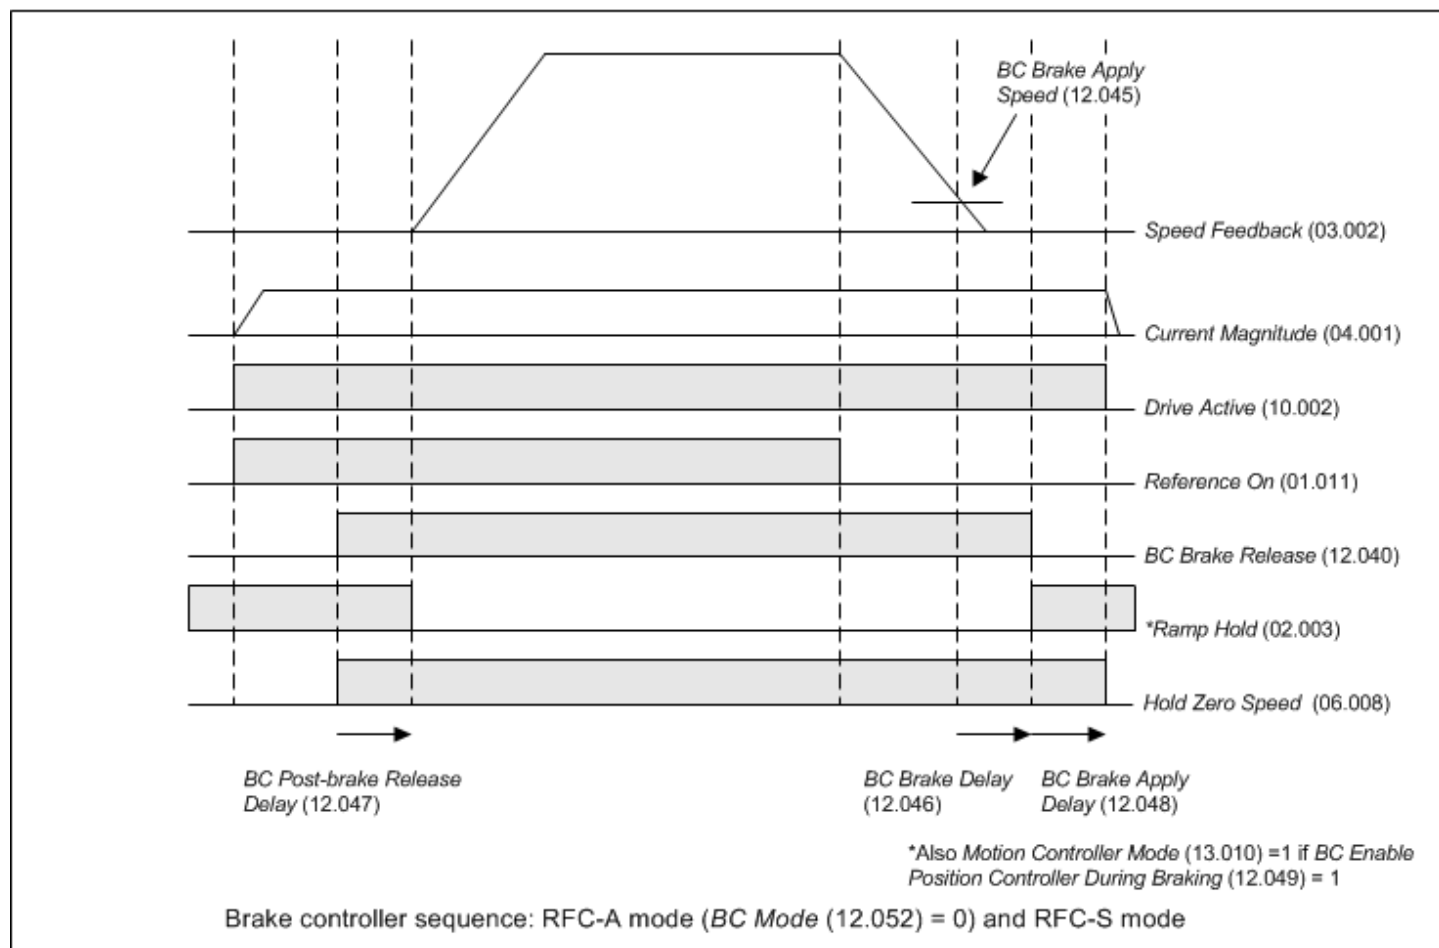 BC Brake Apply
Speed (12.045)
Speed Feedback (03.002)
Current Magnitude (04.001)
Drive Active (10.002)
Reference On (01.011)
BC Brake Release (12.040)
*Ramp Hold (02.003)
Hold Zero Speed (06.008)
BC Post-brake Release
Delay (12.047)
BC Brake Delay
(12.046)
BC Brake Apply
Delay (12.048)
*Also Motion Controller Mode (13.010) =1 if BC Enable
Position Controller During Braking (12.049) = 1
Brake controller sequence: RFC-A mode (BC Mode (12.052) = 0) and RFC-S mode